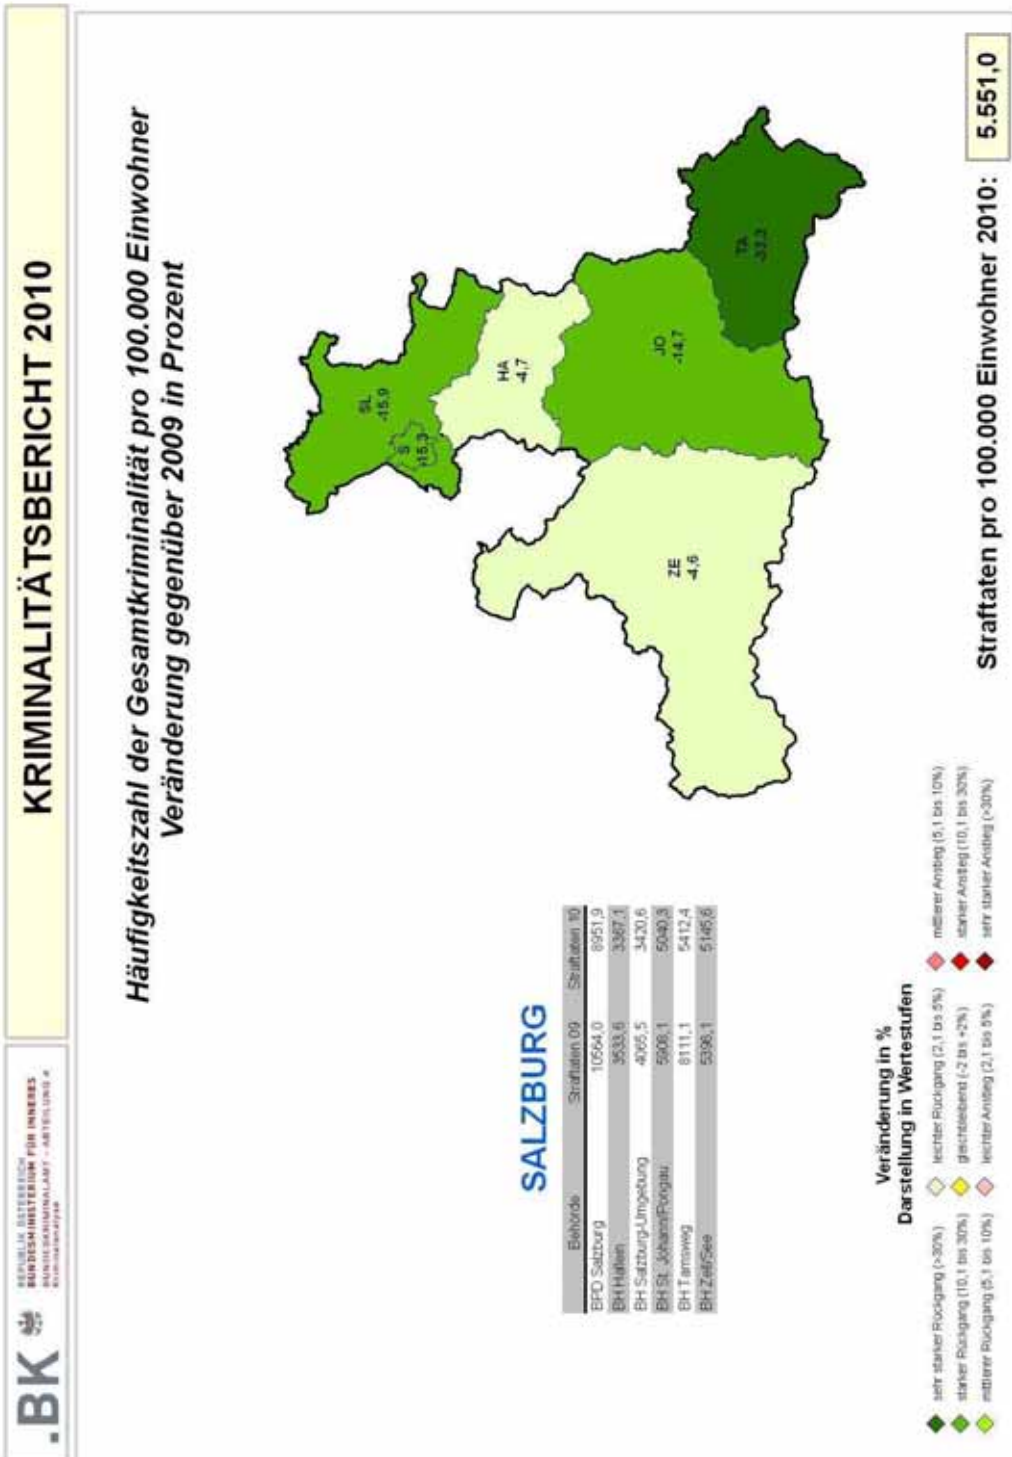 .BK
REPUBLIK ÖSTERREICH
BUNDESMINISTERIUM FÜR INNERES
BUNDESKRIMINALAMT - ABTEILUNG 4
Kriminalanalyse
KRIMINALITÄTSBERICHT 2010
Häufigkeitszahl der Gesamtkriminalität pro 100.000 Einwohner
Veränderung gegenüber 2009 in Prozent
SALZBURG
Behörde Straftaten 09 Straftaten 10
BPD Salzburg 10564,0 8951,9
BH Hallein 3533,6 3367,1
BH Salzburg-Umgebung 4065,5 3420,6
BH St. Johann/Pongau 5908,1 5040,3
BH Tamsweg 8111,1 5412,4
BH Zell/See 5396,1 5145,6
SL
-15,9
S
-15,3
HA
-4,7
JO
-14,7
TA
-33,3
ZE
-4,6
Veränderung in %
Darstellung in Wertestufen
sehr starker Rückgang (>30%)
starker Rückgang (10,1 bis 30%)
mittlerer Rückgang (5,1 bis 10%)
leichter Rückgang (2,1 bis 5%)
gleichbleibend (-2 bis +2%)
leichter Anstieg (2,1 bis 5%)
mittlerer Anstieg (5,1 bis 10%)
starker Anstieg (10,1 bis 30%)
sehr starker Anstieg (>30%)
Straftaten pro 100.000 Einwohner 2010: 5.551,0